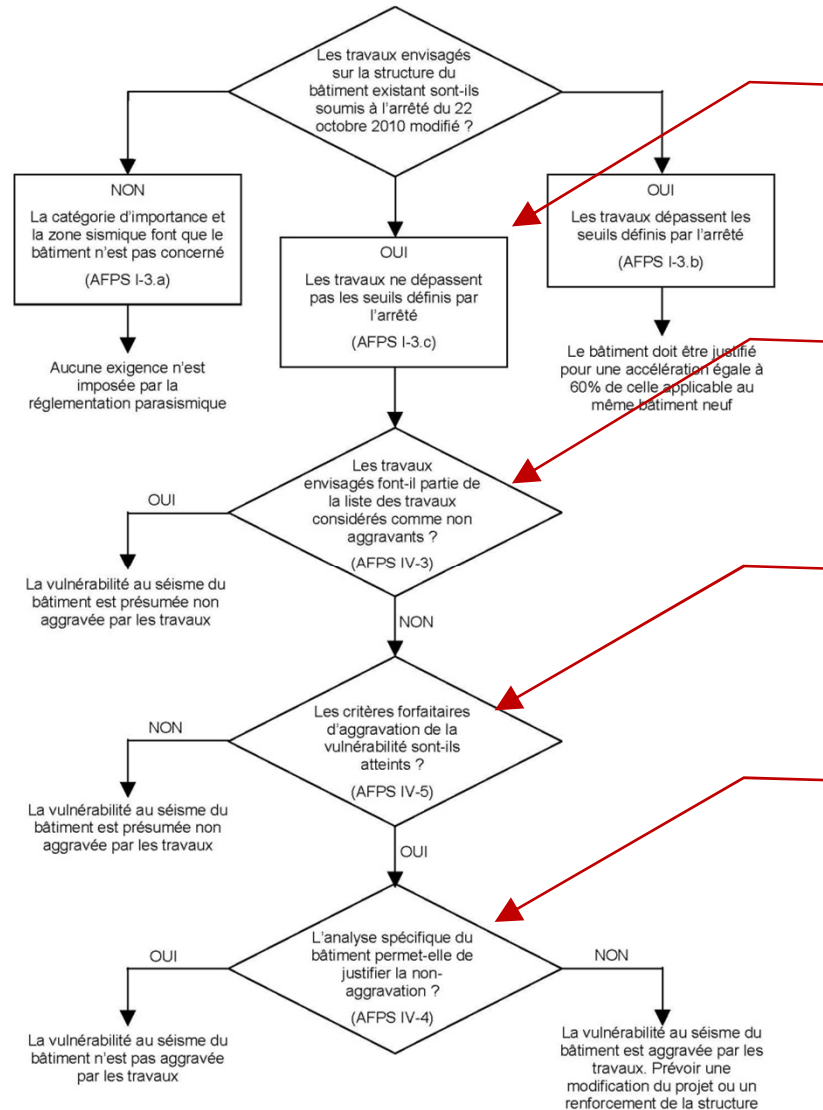 Les travaux envisagés
sur la structure du
bâtiment existant sont-ils
soumis à l'arrêté du 22
octobre 2010 modifié ?
NON
La catégorie d'importance et
la zone sismique font que le
bâtiment n'est pas concerné
(AFPS I-3.a)
OUI
Les travaux ne dépassent
pas les seuils définis par
l'arrêté
(AFPS I-3.c)
OUI
Les travaux dépassent les
seuils définis par l'arrêté
(AFPS I-3.b)
Aucune exigence n'est
imposée par la
réglementation parasismique
Le bâtiment doit être justifié
pour une accélération égale à
60% de celle applicable au
même bâtiment neuf
Les travaux
envisagés font-il partie de
la liste des travaux
considérés comme non
aggravants ?
(AFPS IV-3)
OUI
La vulnérabilité au séisme du
bâtiment est présumée non
aggravée par les travaux
NON
Les critères forfaitaires
d'aggravation de la
vulnérabilité sont-ils
atteints ?
(AFPS IV-5)
NON
La vulnérabilité au séisme du
bâtiment est présumée non
aggravée par les travaux
OUI
L'analyse spécifique du
bâtiment permet-elle de
justifier la non-
aggravation ?
(AFPS IV-4)
OUI
La vulnérabilité au séisme du
bâtiment n'est pas aggravée
par les travaux
NON
La vulnérabilité au séisme du
bâtiment est aggravée par les
travaux. Prévoir une
modification du projet ou un
renforcement de la structure